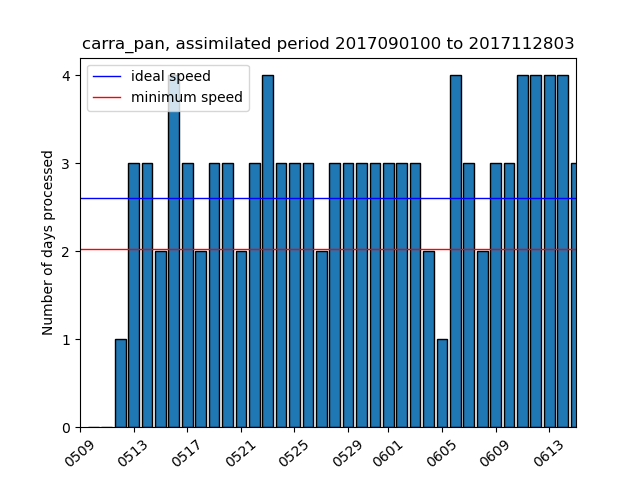 carra_pan, assimilated period 2017090100 to 2017112803
ideal speed
minimum speed
Number of days processed
4
3
2
1
0
0509 0513 0517 0521 0525 0529 0601 0605 0609 0613